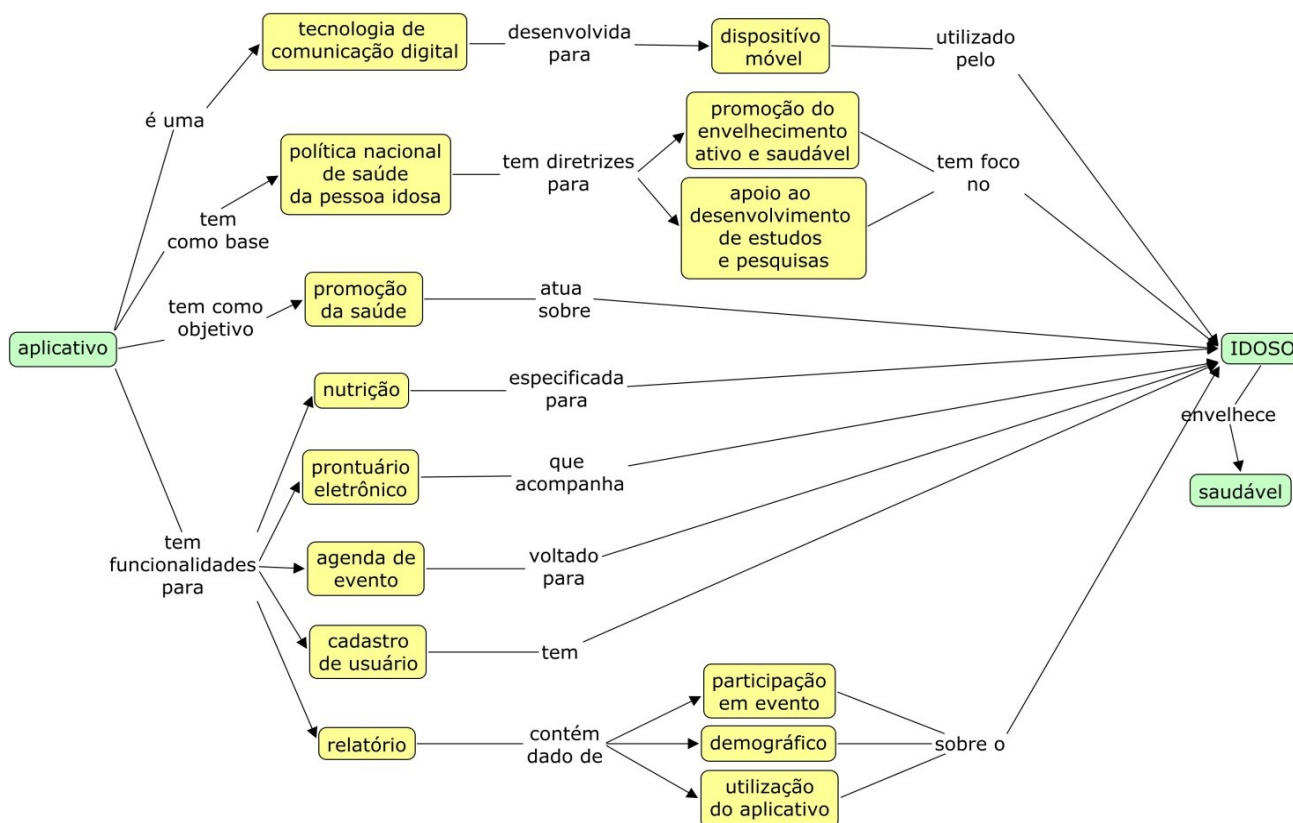 tecnologia de
comunicação digital
desenvolvida
para
dispositívo
móvel
utilizado
pelo
é uma
política nacional
de saúde
da pessoa idosa
tem diretrizes
para
promoção do
envelhecimento
ativo e saudável
apoio ao
desenvolvimento
de estudos
e pesquisas
tem foco
no
tem
como base
tem como
objetivo
promoção
da saúde
atua
sobre
aplicativo
IDOSO
nutrição
especificada
para
envelhece
saudável
prontuário
eletrônico
que
acompanha
tem
funcionalidades
para
agenda de
evento
voltado
para
cadastro
de usuário
tem
relatório
contém
dado de
participação
em evento
demográfico
utilização
do aplicativo
sobre o